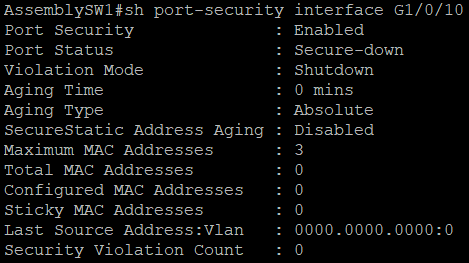 AssemblySW1#sh port-security interface G1/0/10
Port Security              : Enabled
Port Status                : Secure-down
Violation Mode             : Shutdown
Aging Time                 : 0 mins
Aging Type                 : Absolute
SecureStatic Address Aging : Disabled
Maximum MAC Addresses      : 3
Total MAC Addresses        : 0
Configured MAC Addresses   : 0
Sticky MAC Addresses       : 0
Last Source Address:Vlan   : 0000.0000.0000:0
Security Violation Count   : 0